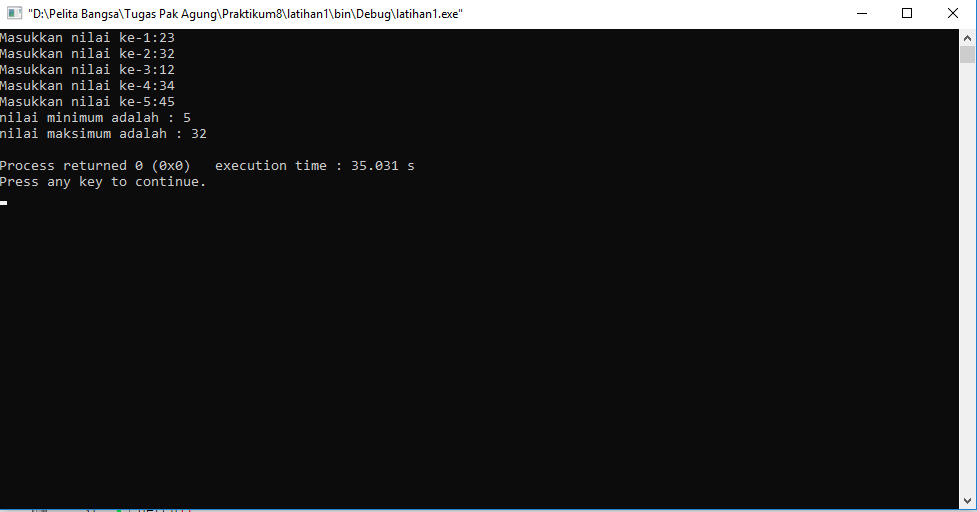 "D:\Pelita Bangsa\Tugas Pak Agung\Praktikum8\latihan1\bin\Debug\latihan1.exe"
Masukkan nilai ke-1:23
Masukkan nilai ke-2:32
Masukkan nilai ke-3:12
Masukkan nilai ke-4:34
Masukkan nilai ke-5:45
nilai minimum adalah : 5
nilai maksimum adalah : 32
Process returned 0 (0x0)   execution time : 35.031 s
Press any key to continue.